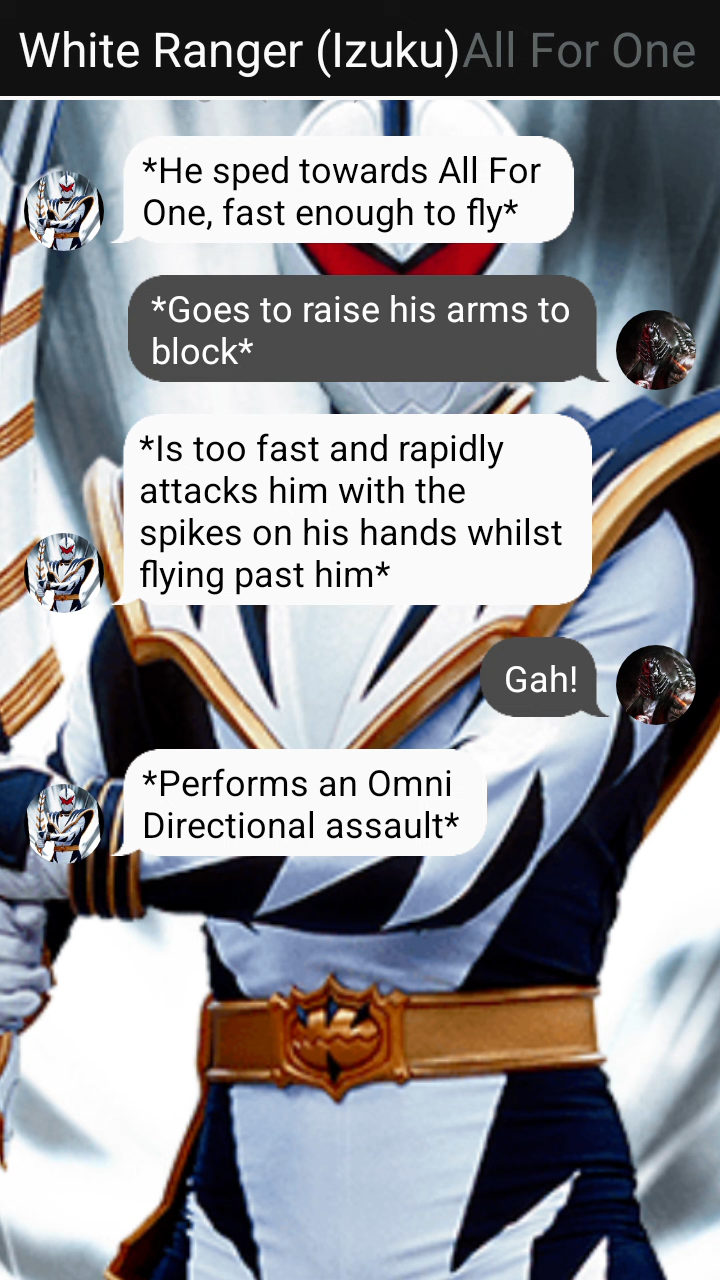 White Ranger (Izuku)All For One
*He sped towards All For
One, fast enough to fly*
*Goes to raise his arms to
block*
*Is too fast and rapidly
attacks him with the
spikes on his hands whilst
flying past him*
Gah!
*Performs an Omni
Directional assault*